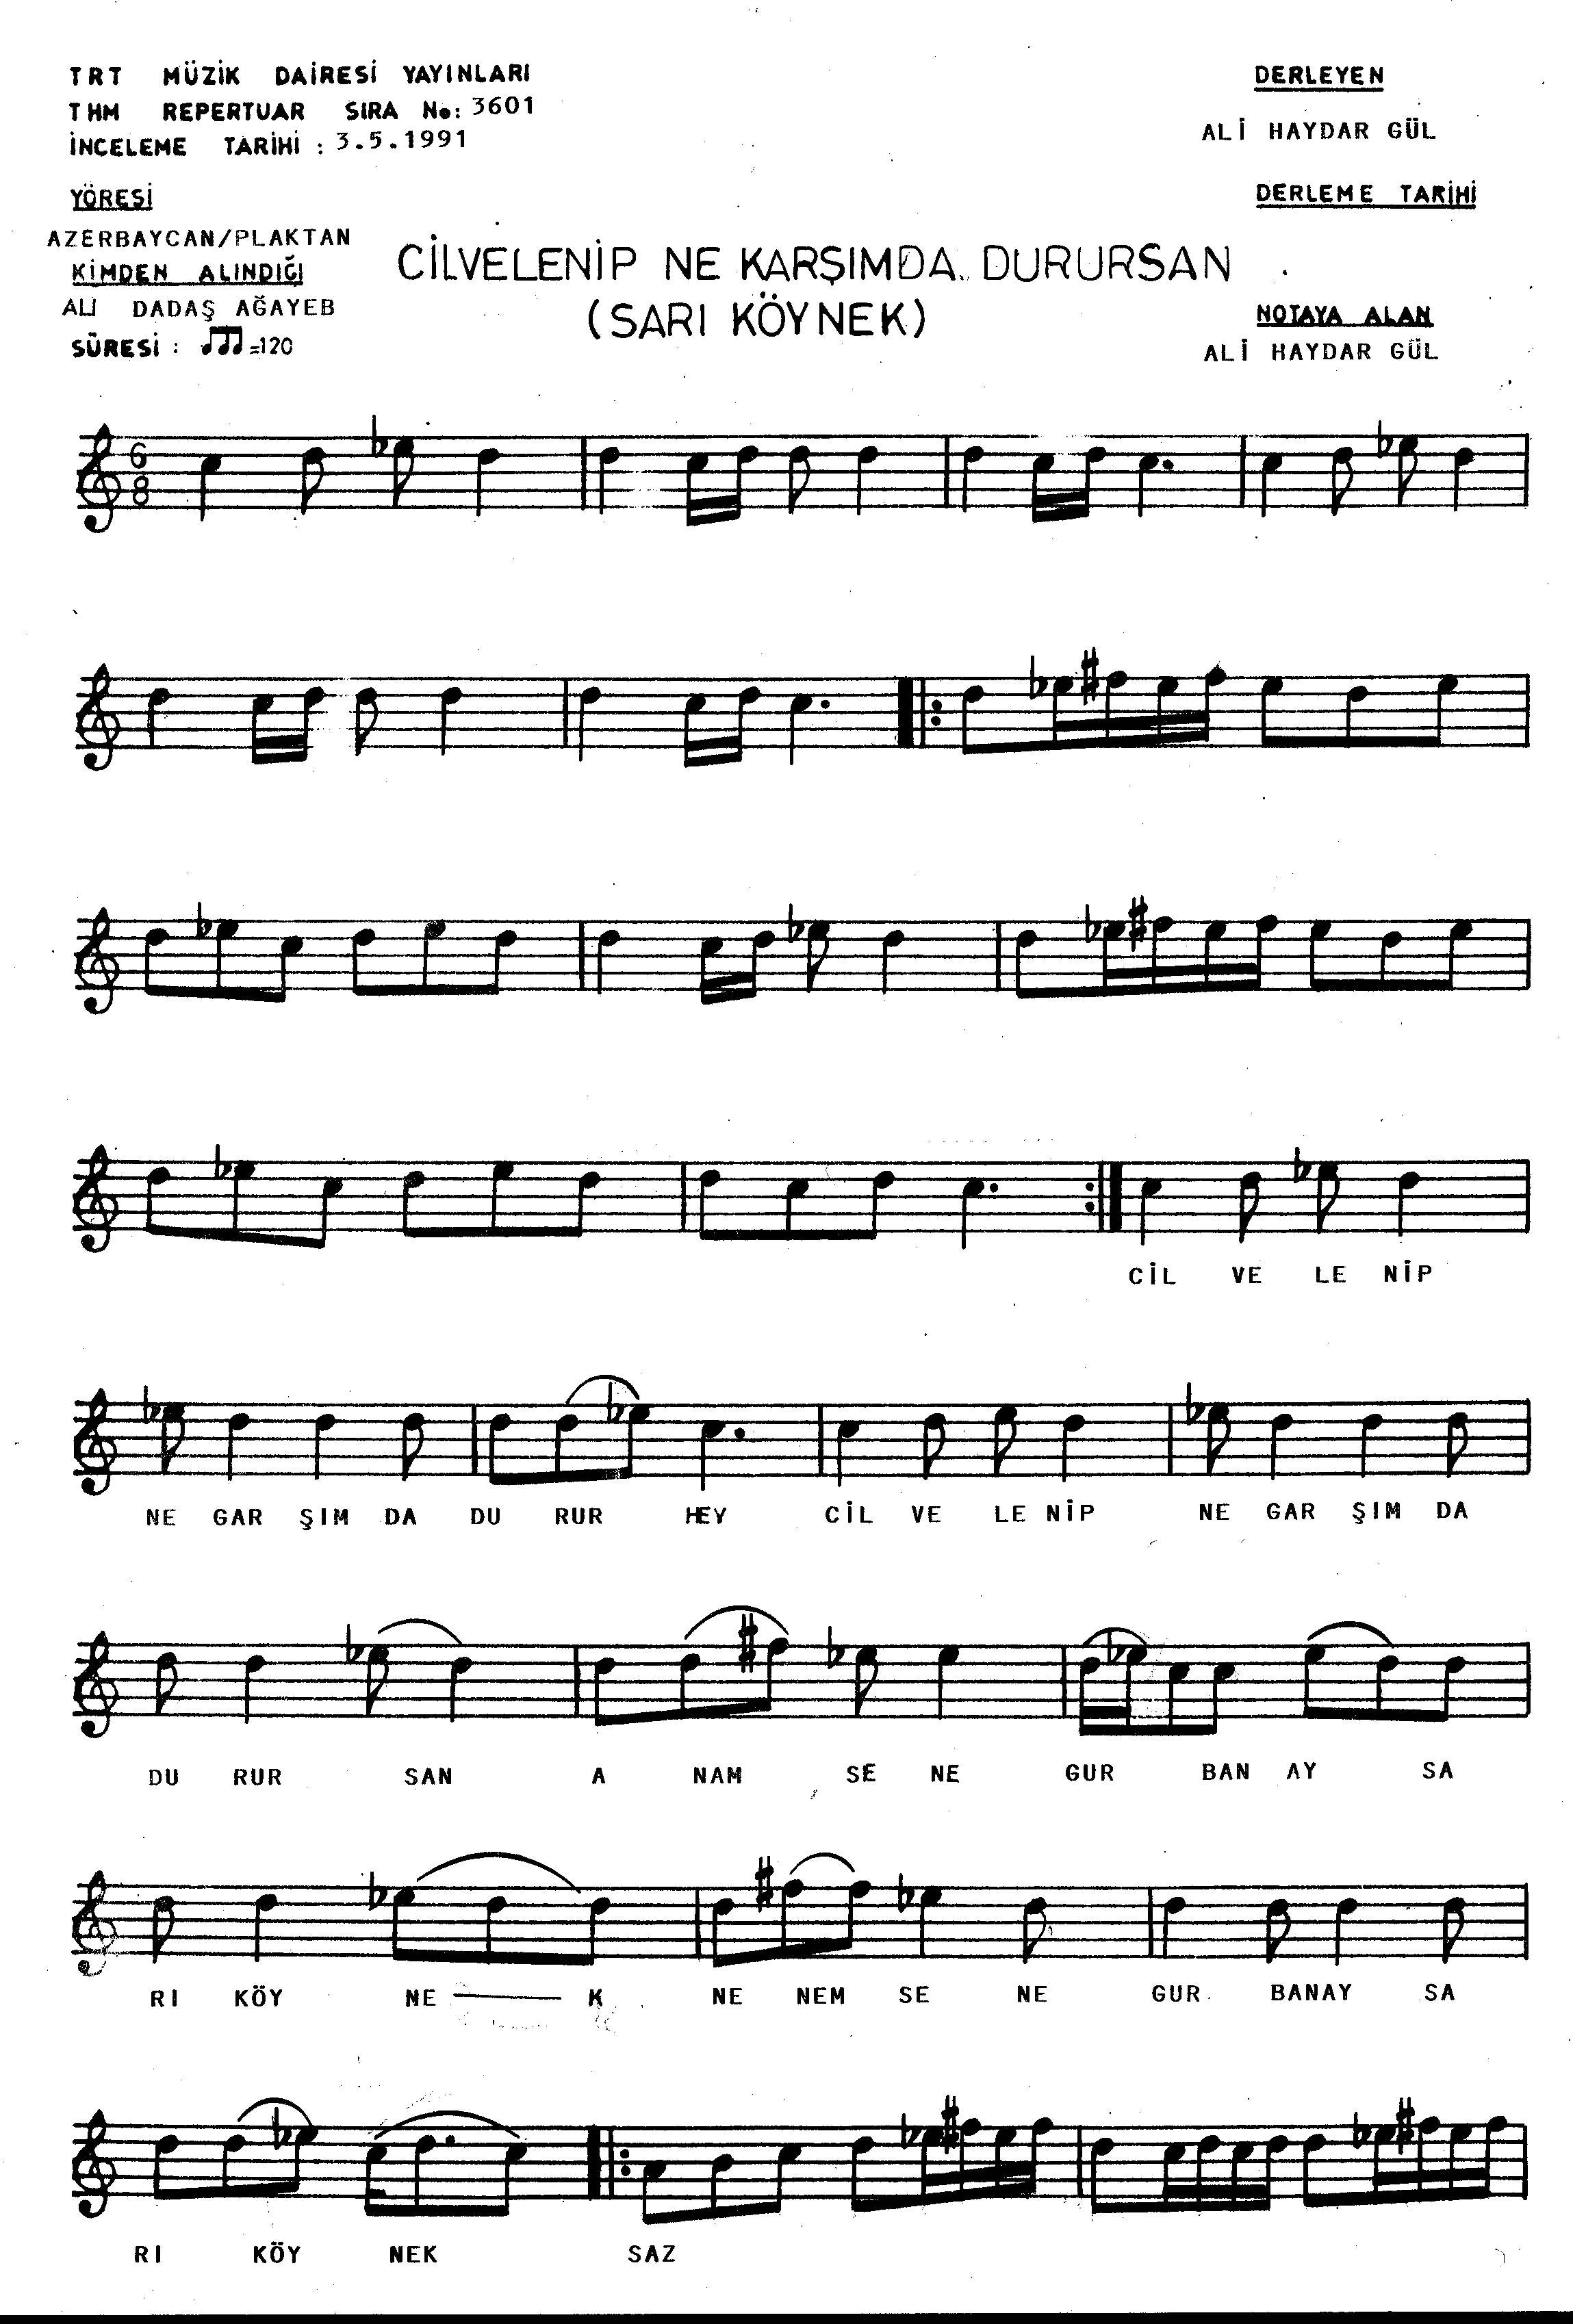 TRT MÜZİK DAİRESİ YAYINLARI
THM REPERTUAR SIRA No: 3601
İNCELEME TARİHİ : 3.5.1991
DERLEYEN
ALİ HAYDAR GÜL
YÖRESİ
AZERBAYCAN/PLAKTAN
KİMDEN ALINDIĞI
ALI DADAŞ AĞAYEB
SÜRESİ : =120
DERLEME TARİHİ
CİLVELENİP NE KARŞIMDA DURURSAN
(SARI KÖYNEK)
NOTAYA ALAN
ALİ HAYDAR GÜL
6
8
CİL VE LE NİP
NE GAR ŞIM DA DU RUR HEY CİL VE LE NİP NE GAR ŞIM DA
DU RUR SAN A NAM SE NE GUR BAN AY SA
RI KÖY NE — K NE NEM SE NE GUR BANAY SA
RI KÖY NEK SAZ